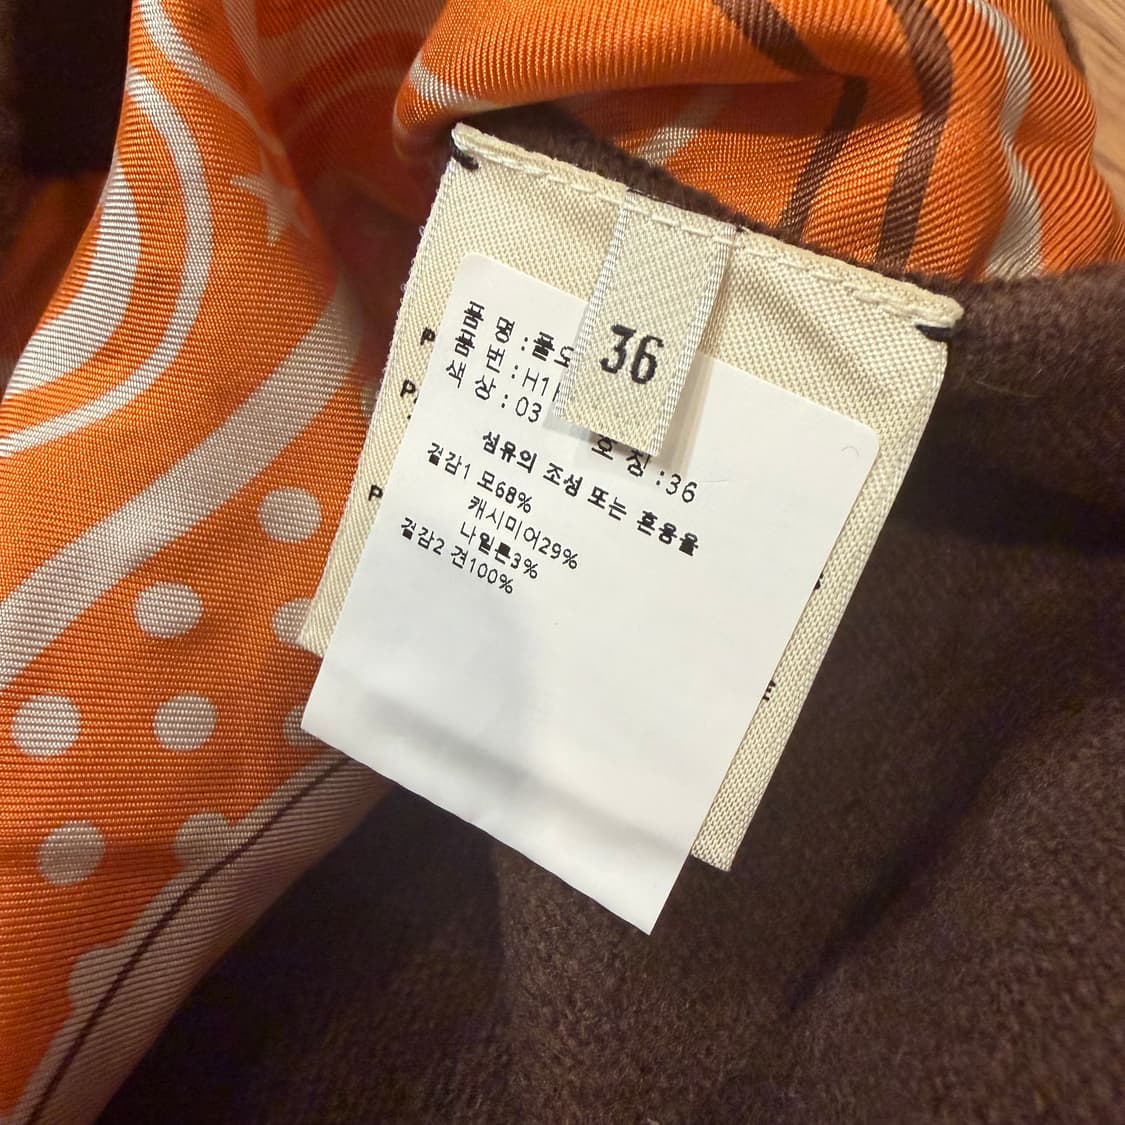 36
품 명 : 풀오
품 번 : H1
색 상 : 03
호 칭 : 36
섬유의 조성 또는 혼용율
겉감1 모68%
캐시미어29%
나일론3%
겉감2 견100%
P
P
P
E